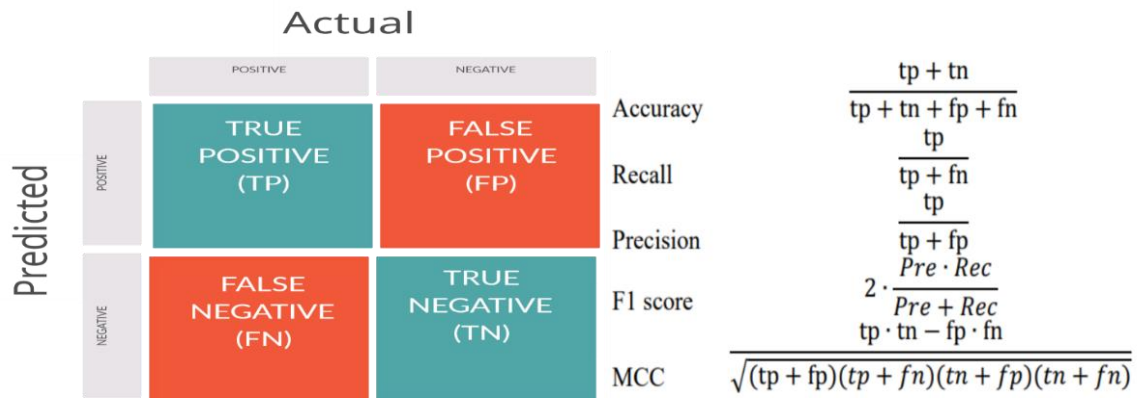 Actual
POSITIVE NEGATIVE
Predicted
POSITIVE
TRUE
POSITIVE
(TP)
FALSE
POSITIVE
(FP)
NEGATIVE
FALSE
NEGATIVE
(FN)
TRUE
NEGATIVE
(TN)
Accuracy
tp + tn
tp + tn + fp + fn
Recall
tp
tp + fn
Precision
tp
tp + fp
F1 score
2 · Pre · Rec
Pre + Rec
MCC
tp · tn − fp · fn
√(tp + fp)(tp + fn)(tn + fp)(tn + fn)